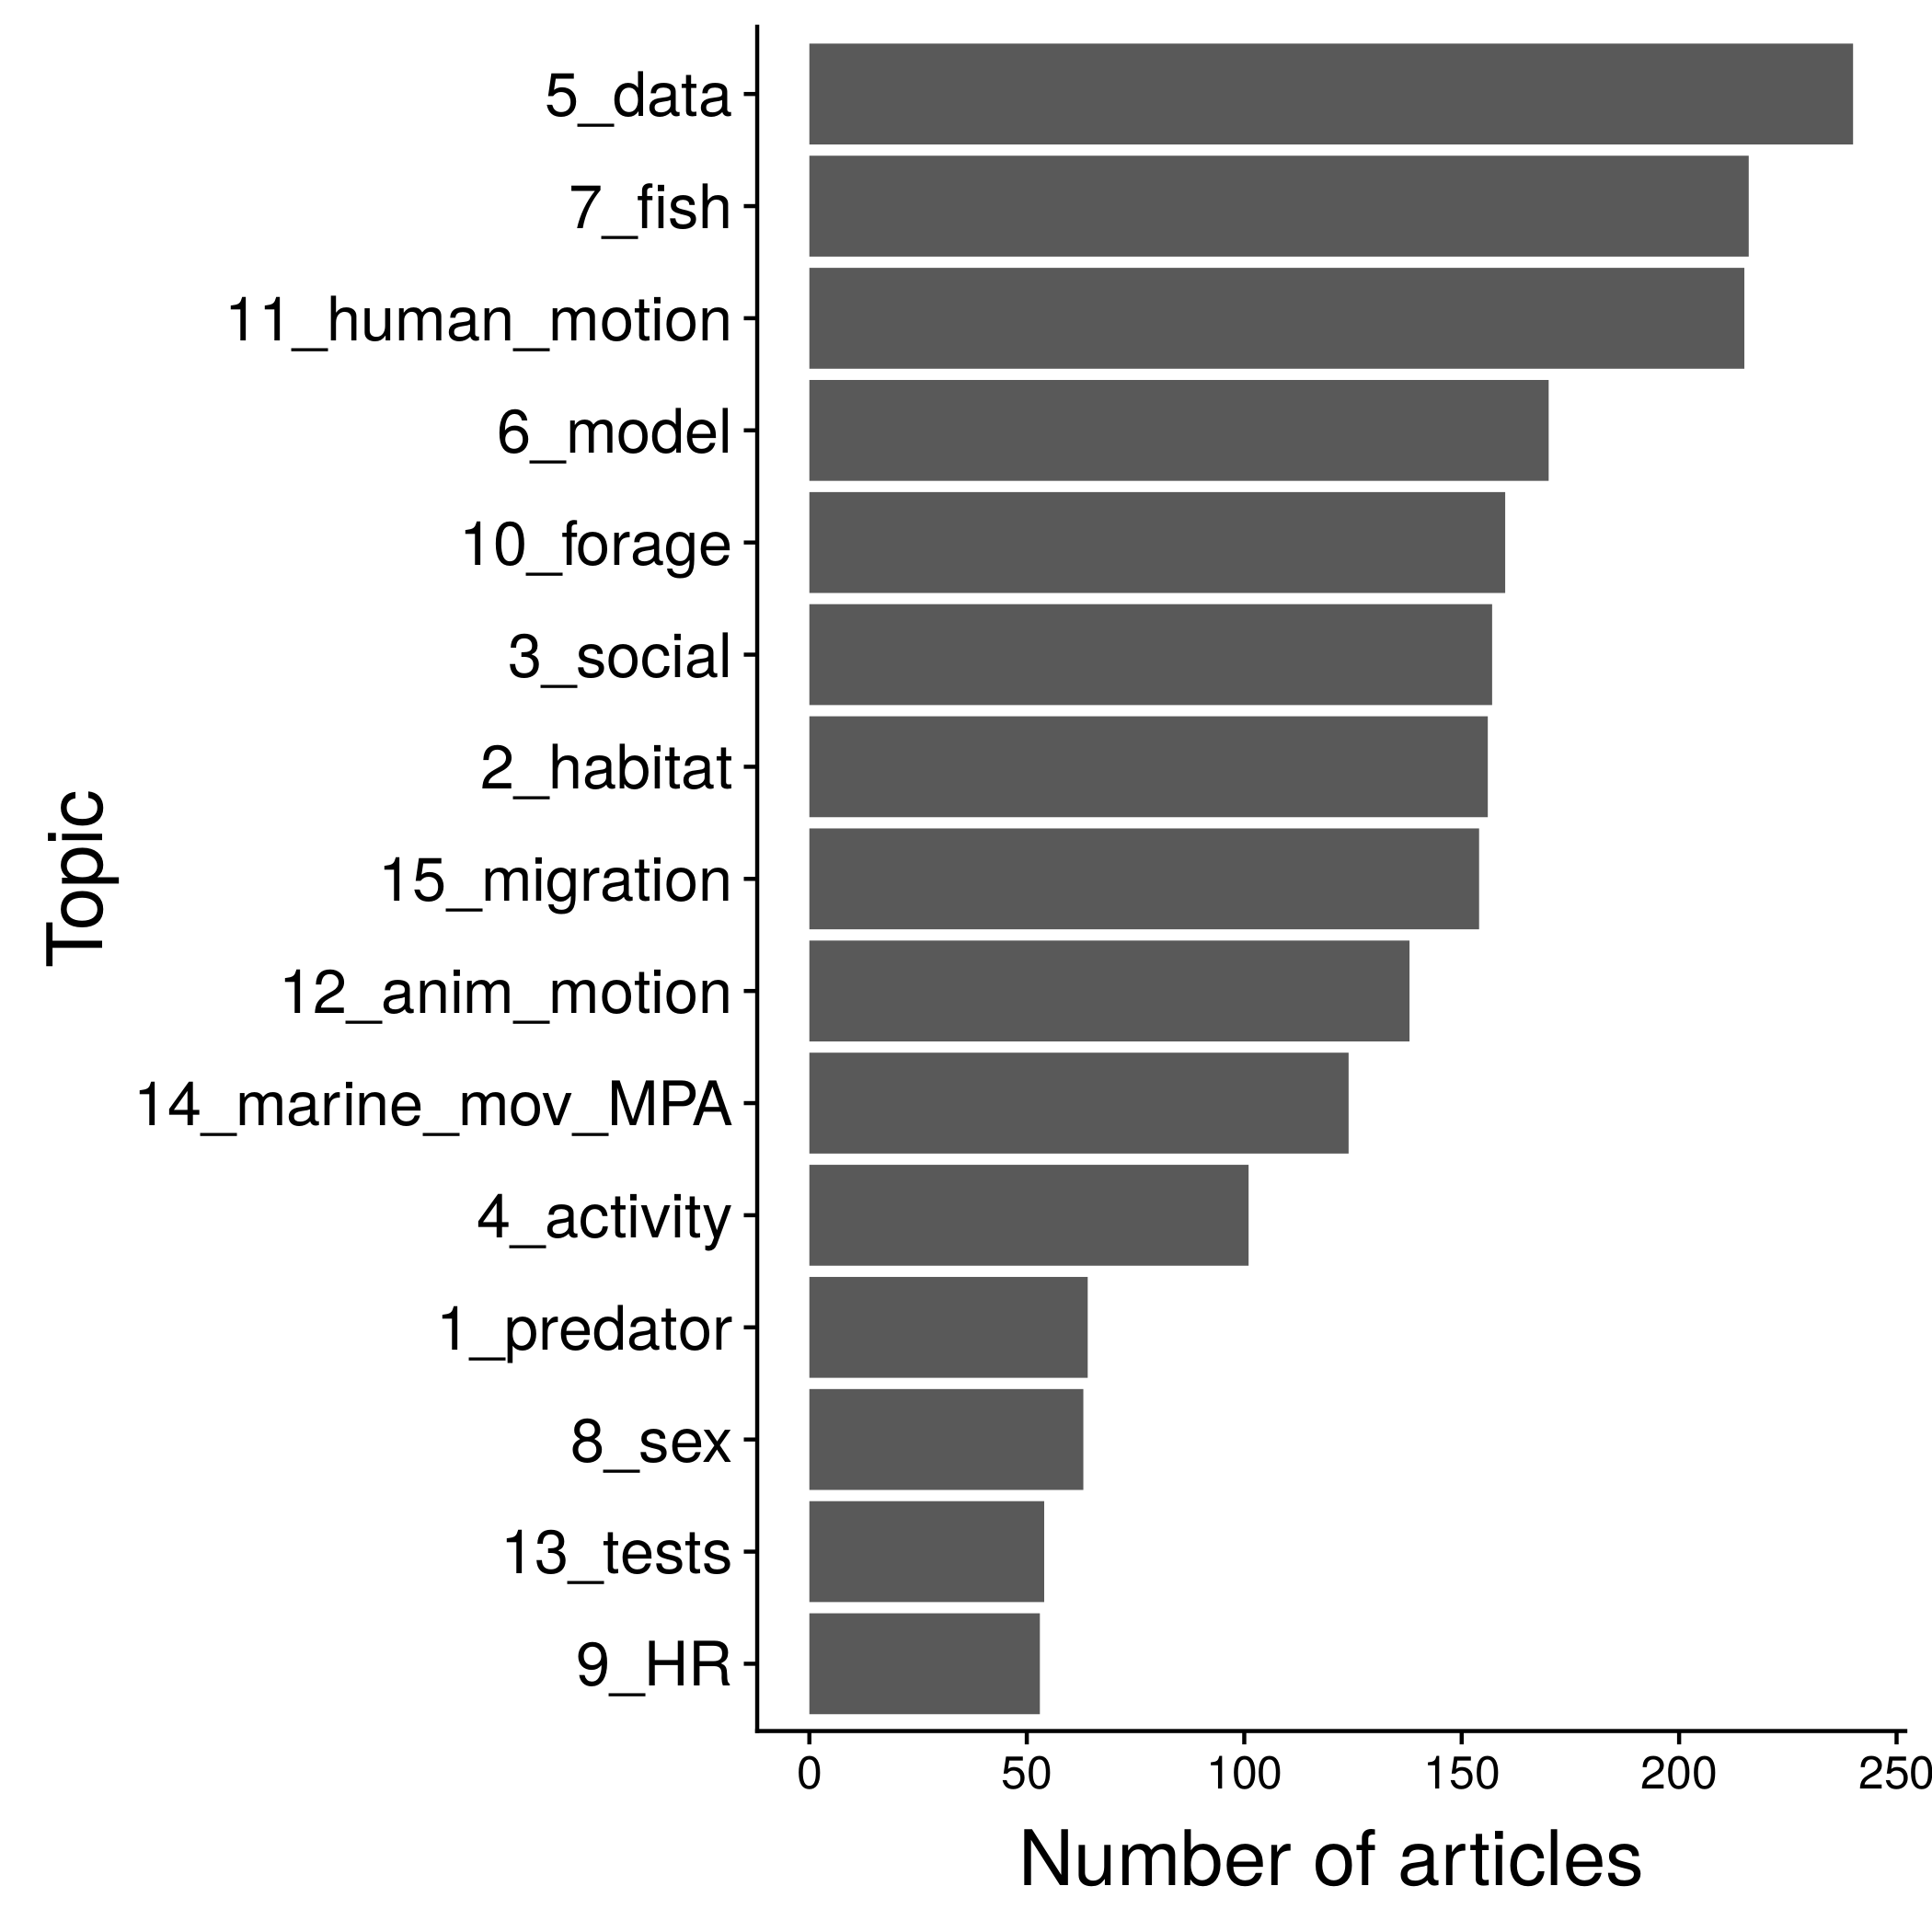 5_data
7_fish
11_human_motion
6_model
10_forage
3_social
2_habitat
15_migration
12_anim_motion
14_marine_mov_MPA
4_activity
1_predator
8_sex
13_tests
9_HR
Topic
0 50 100 150 200 250
Number of articles